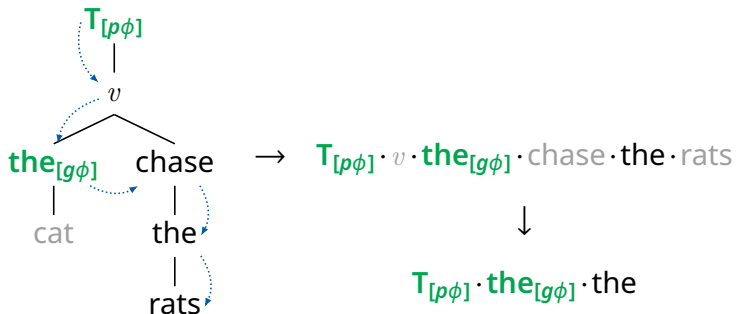 T[pϕ]
v
the[gϕ] chase → T[pϕ] · v · the[gϕ] · chase · the · rats
cat the ↓
rats T[pϕ] · the[gϕ] · the